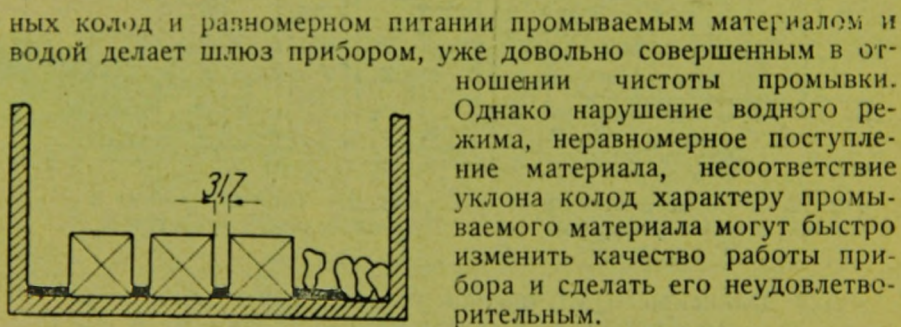 ных колод и равномерном питании промываемым материалом и
водой делает шлюз прибором, уже довольно совершенным в от-
ношении чистоты промывки.
Однако нарушение водного ре-
жима, неравномерное поступле-
ние материала, несоответствие
уклона колод характеру промы-
ваемого материала могут быстро
изменить качество работы при-
бора и сделать его неудовлетво-
рительным.
31,7